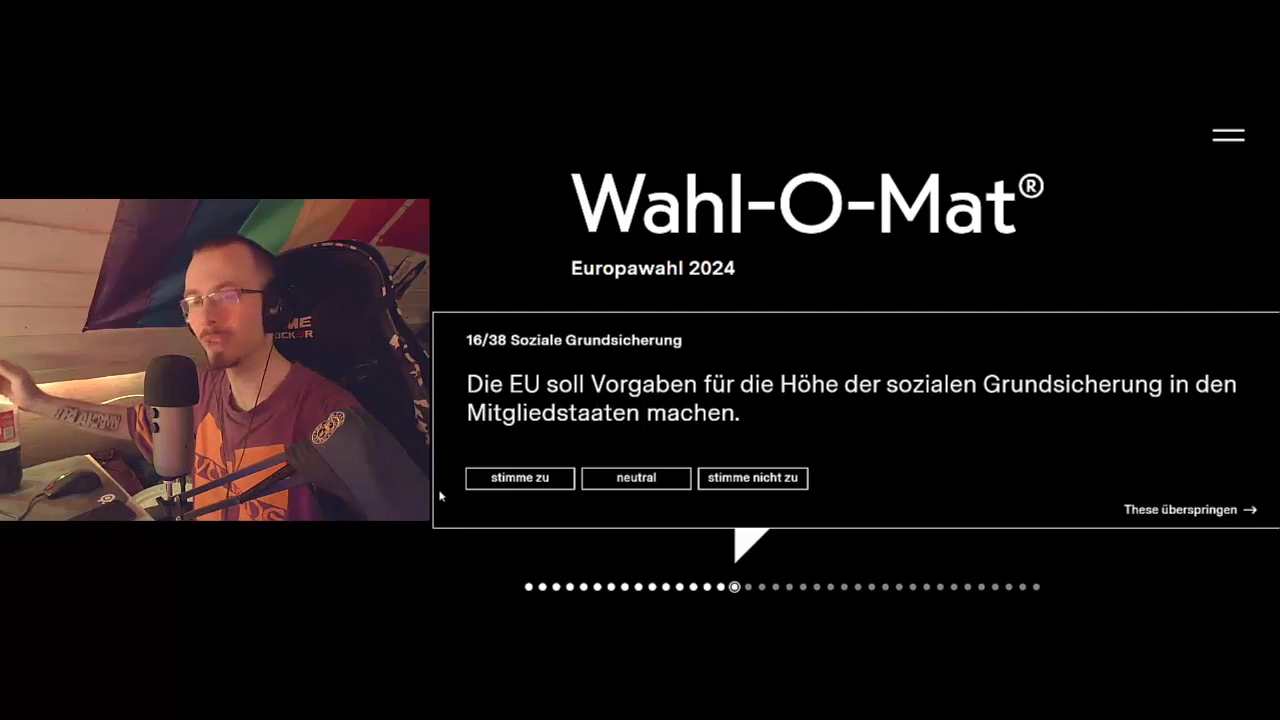 Wahl-O-Mat®
Europawahl 2024
16/38 Soziale Grundsicherung
Die EU soll Vorgaben für die Höhe der sozialen Grundsicherung in den
Mitgliedstaaten machen.
stimme zu
neutral
stimme nicht zu
These überspringen →